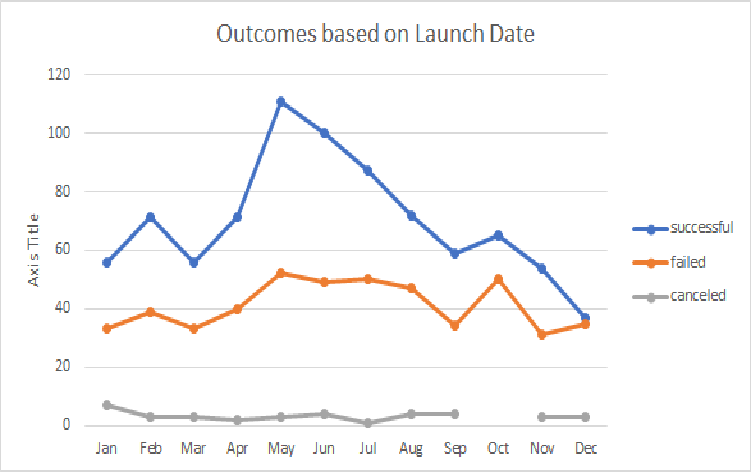 Outcomes based on Launch Date
120
100
80
60
40
20
0
Axis Title
Jan Feb Mar Apr May Jun Jul Aug Sep Oct Nov Dec
successful
failed
canceled